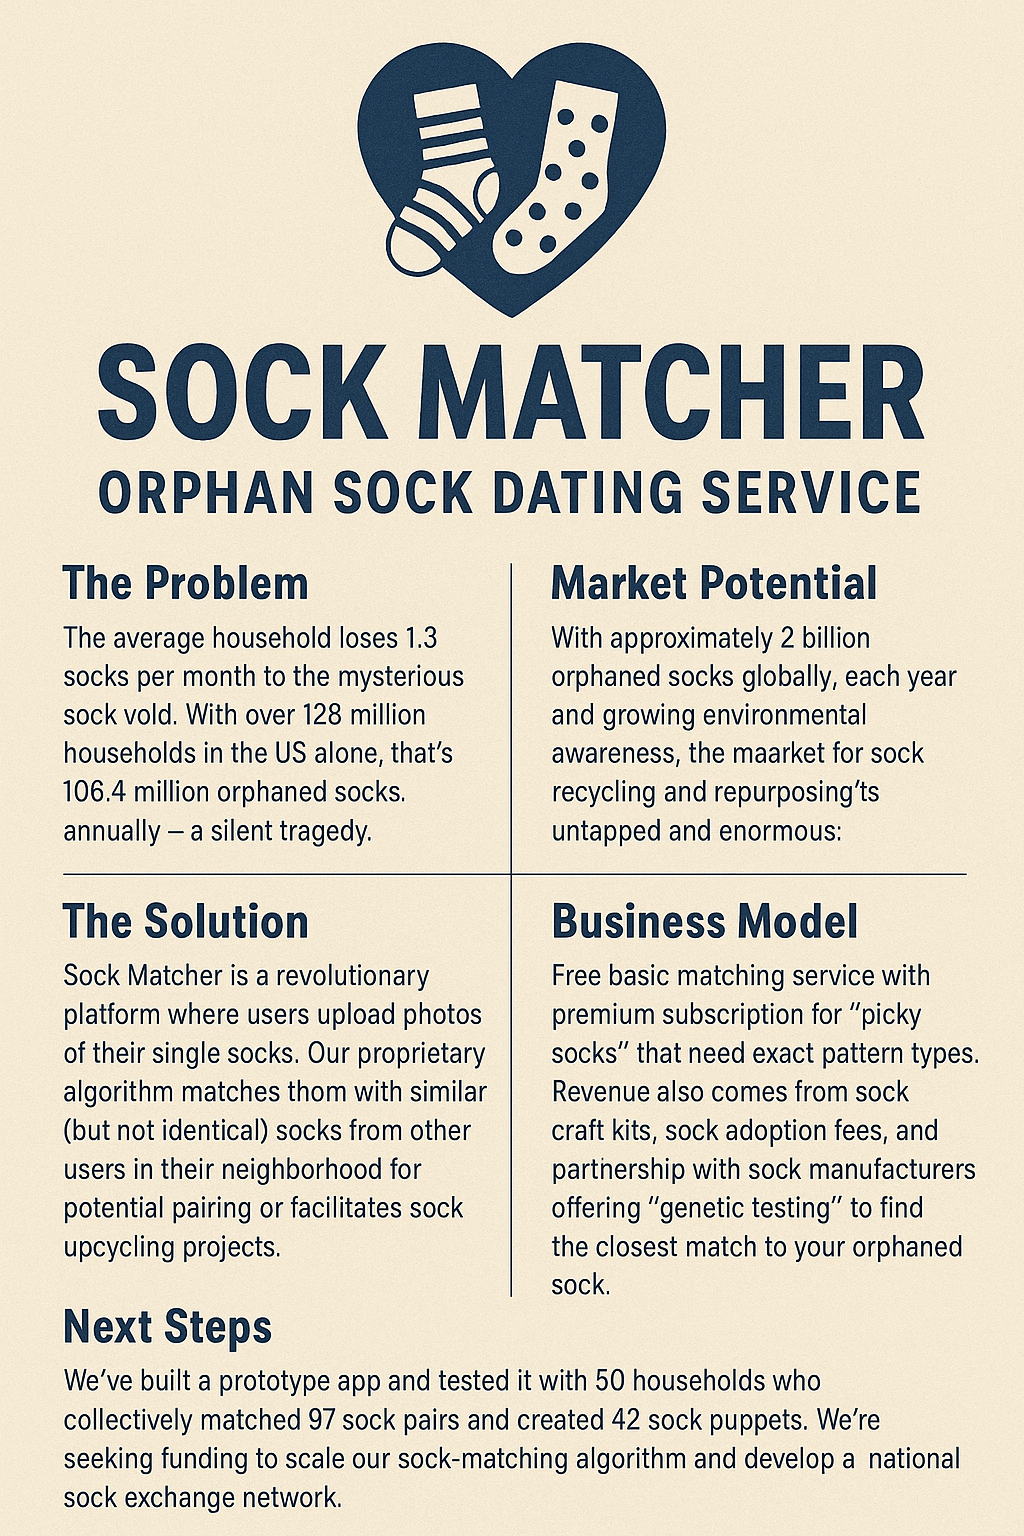 SOCK MATCHER
ORPHAN SOCK DATING SERVICE
The Problem
The average household loses 1.3
socks per month to the mysterious
sock vold. With over 128 million
households in the US alone, that's
106.4 million orphaned socks.
annually – a silent tragedy.
Market Potential
With approximately 2 billion
orphaned socks globally, each year
and growing environmental
awareness, the maarket for sock
recycling and repurposing'ts
untapped and enormous:
The Solution
Sock Matcher is a revolutionary
platform where users upload photos
of their single socks. Our proprietary
algorithm matches thom with similar
(but not identical) socks from other
users in their neighborhood for
potential pairing or facilitates sock
upcycling projects.
Business Model
Free basic matching service with
premium subscription for “picky
socks” that need exact pattern types.
Revenue also comes from sock
craft kits, sock adoption fees, and
partnership with sock manufacturers
offering “genetic testing” to find
the closest match to your orphaned
sock.
Next Steps
We've built a prototype app and tested it with 50 households who
collectively matched 97 sock pairs and created 42 sock puppets. We're
seeking funding to scale our sock-matching algorithm and develop a national
sock exchange network.